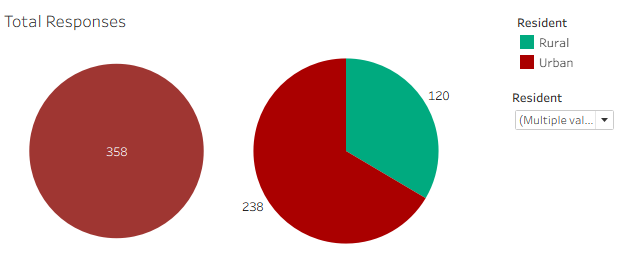 Total Responses
358
120
238
Resident
Rural
Urban
Resident
(Multiple val...